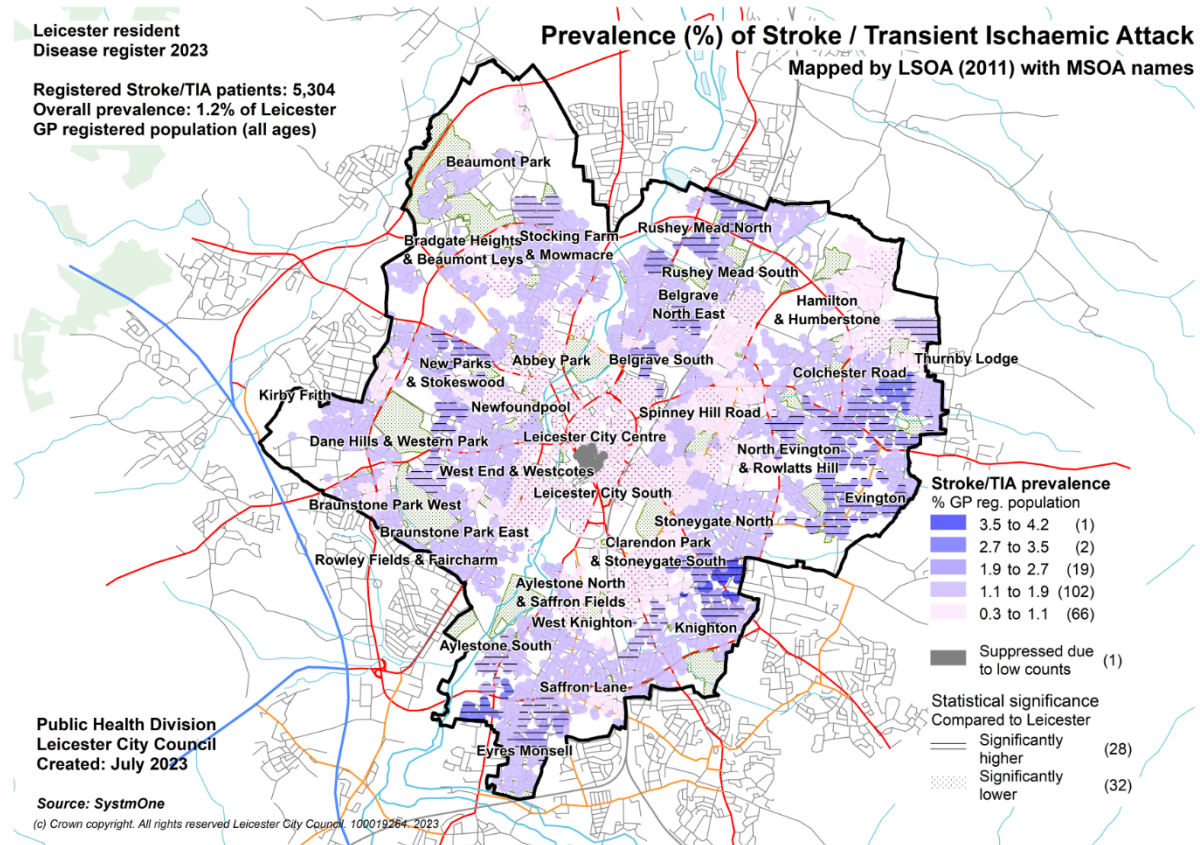 Leicester resident
Disease register 2023
Registered Stroke/TIA patients: 5,304
Overall prevalence: 1.2% of Leicester
GP registered population (all ages)
Prevalence (%) of Stroke / Transient Ischaemic Attack
Mapped by LSOA (2011) with MSOA names
Beaumont Park
Bradgate Heights
& Beaumont Leys
Stocking Farm
& Mowmacre
Rushey Mead North
Rushey Mead South
Belgrave
North East
Hamilton
& Humberstone
Thurnby Lodge
New Parks
& Stokeswood
Abbey Park
Belgrave South
Colchester Road
Kirby Frith
Newfoundpool
Spinney Hill Road
Dane Hills & Western Park
Leicester City Centre
North Evington
& Rowlatts Hill
West End & Westcotes
Leicester City South
Evington
Braunstone Park West
Stoneygate North
Braunstone Park East
Clarendon Park
& Stoneygate South
Rowley Fields & Faircharm
Aylestone North
& Saffron Fields
West Knighton
Knighton
Aylestone South
Saffron Lane
Eyres Monsell
Stroke/TIA prevalence
% GP reg. population
3.5 to 4.2 (1)
2.7 to 3.5 (2)
1.9 to 2.7 (19)
1.1 to 1.9 (102)
0.3 to 1.1 (66)
Suppressed due
to low counts (1)
Statistical significance
Compared to Leicester
Significantly
higher (28)
Significantly
lower (32)
Public Health Division
Leicester City Council
Created: July 2023
Source: SystmOne
(c) Crown copyright. All rights reserved Leicester City Council. 100019264. 2023